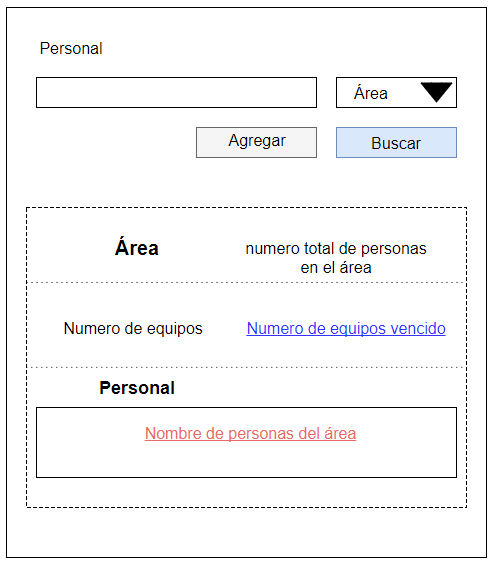 Personal
Área
Agregar
Buscar
Área
numero total de personas
en el área
Numero de equipos
Numero de equipos vencido
Personal
Nombre de personas del área